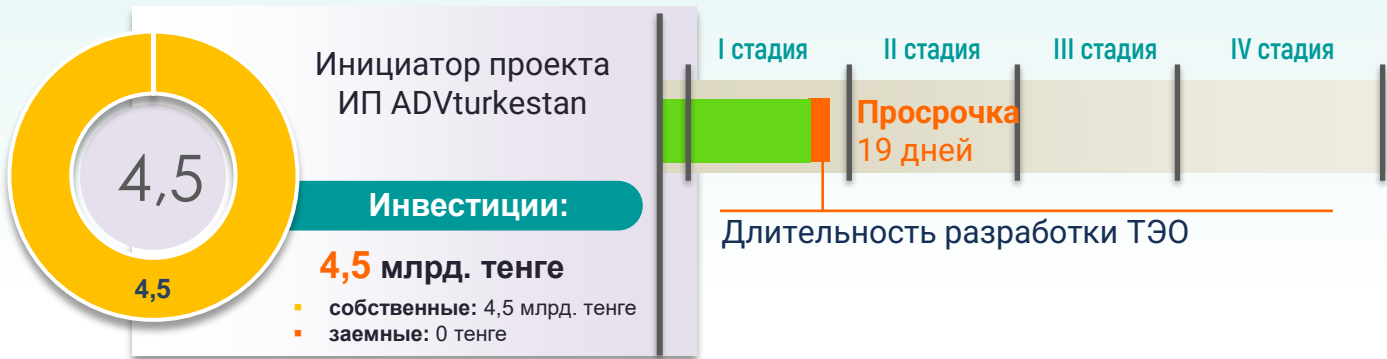 Инициатор проекта
ИП ADVturkestan
4,5
4,5
Инвестиции:
4,5 млрд. тенге
собственные: 4,5 млрд. тенге
заемные: 0 тенге
I стадия II стадия III стадия IV стадия
Просрочка
19 дней
Длительность разработки ТЭО